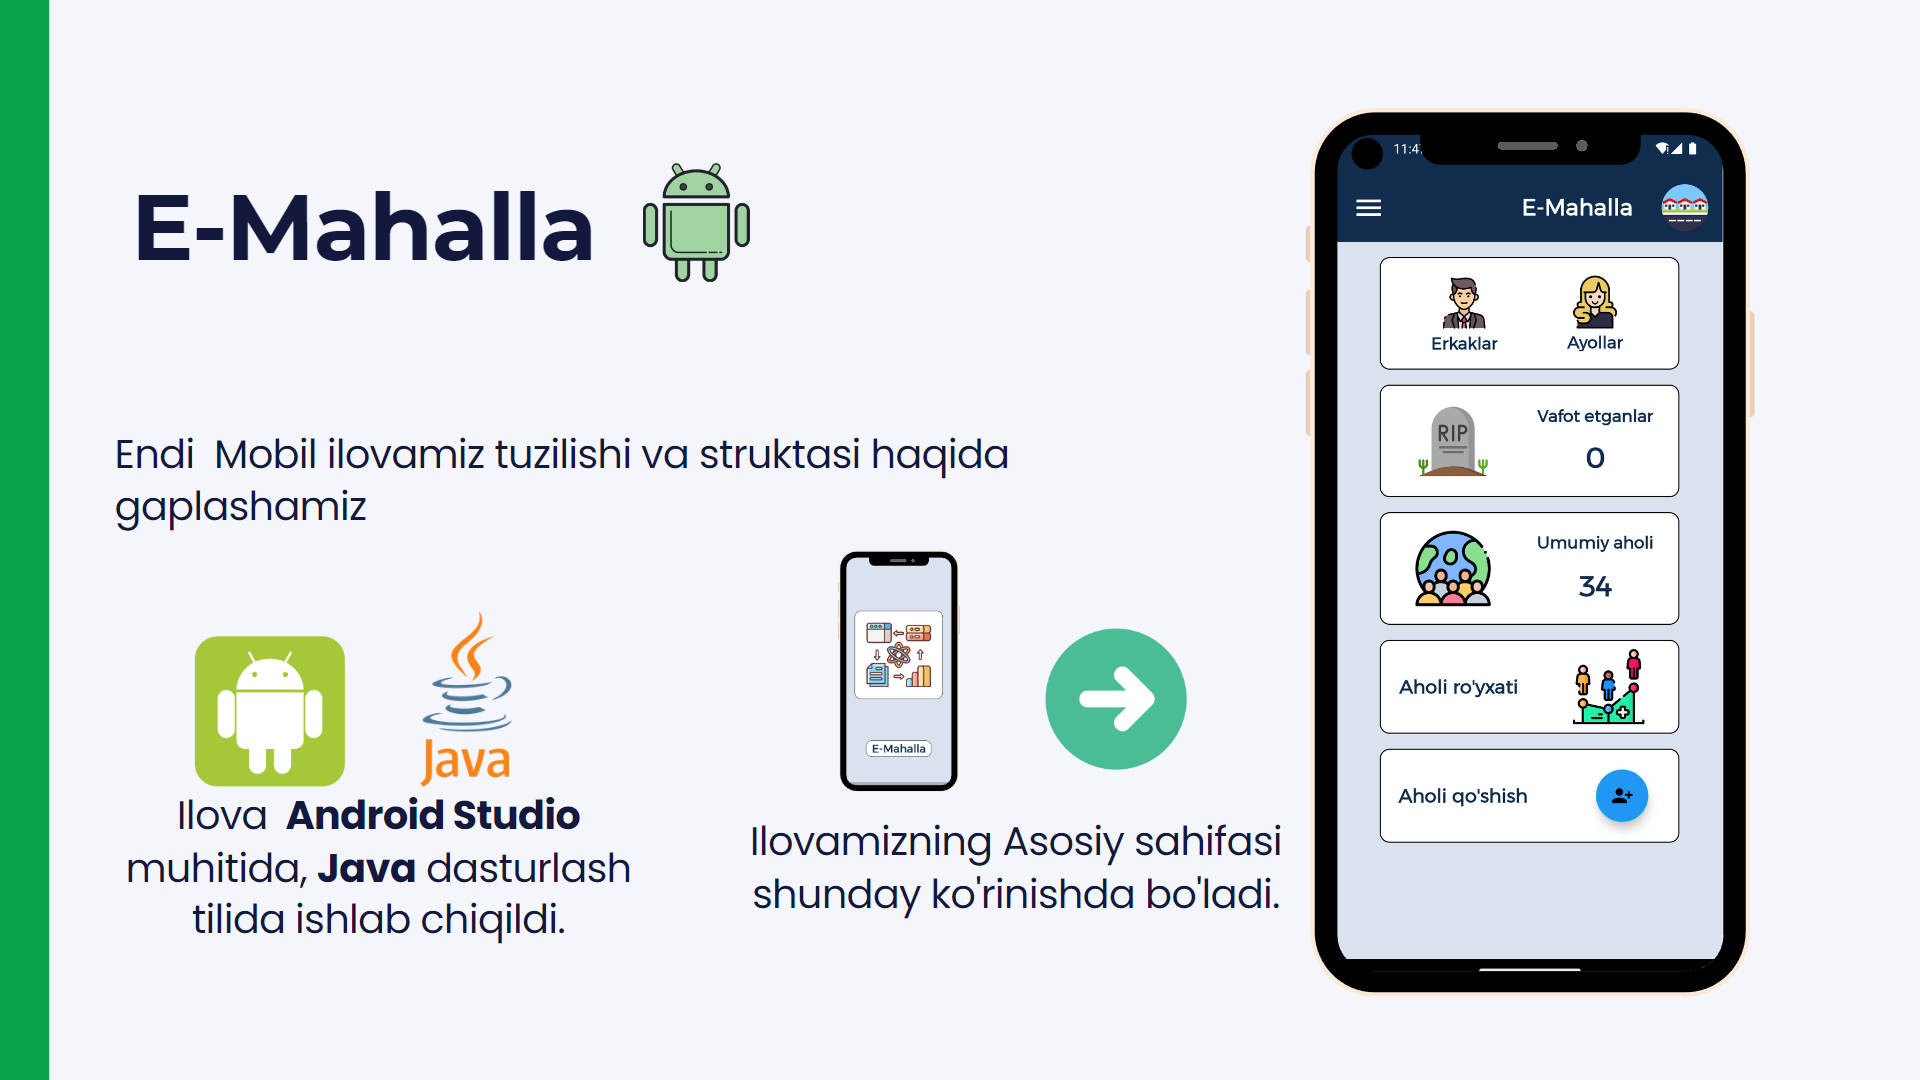 E-Mahalla
Endi  Mobil ilovamiz tuzilishi va struktasi haqida
gaplashamiz
Java
Ilova  Android Studio
muhitida, Java dasturlash
tilida ishlab chiqildi.
E-Mahalla
Ilovamizning Asosiy sahifasi
shunday ko'rinishda bo'ladi.
E-Mahalla
Erkaklar
Ayollar
RIP
Vafot etganlar
0
Umumiy aholi
34
Aholi ro'yxati
Aholi qo'shish